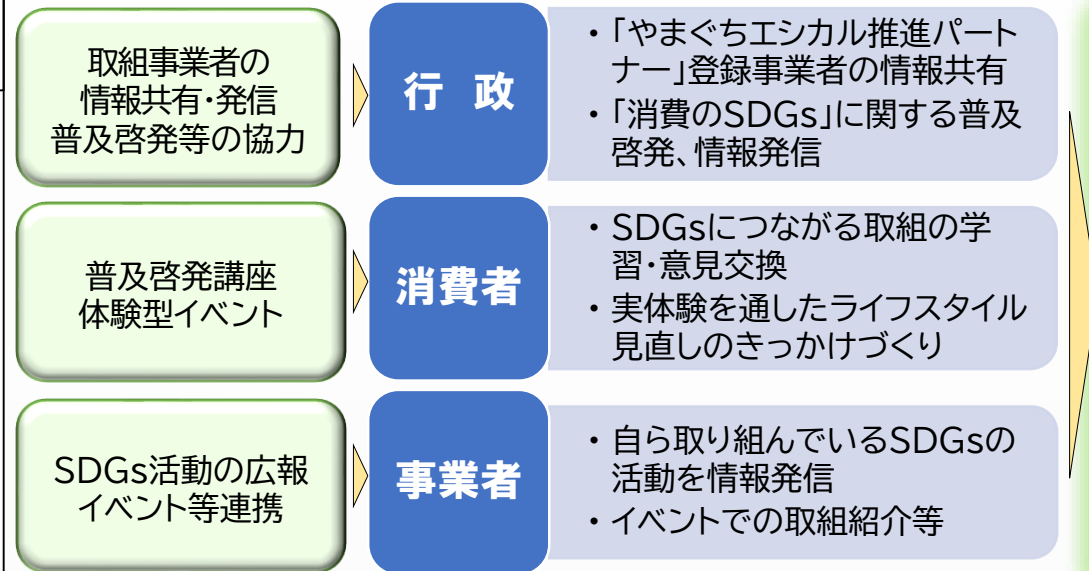 取組事業者の
情報共有・発信
普及啓発等の協力
行 政
・「やまぐちエシカル推進パート
ナー」登録事業者の情報共有
・「消費のSDGs」に関する普及
啓発、情報発信
普及啓発講座
体験型イベント
消費者
・SDGsにつながる取組の学
習・意見交換
・実体験を通したライフスタイル
見直しのきっかけづくり
SDGs活動の広報
イベント等連携
事業者
・自ら取り組んでいるSDGsの
活動を情報発信
・イベントでの取組紹介等